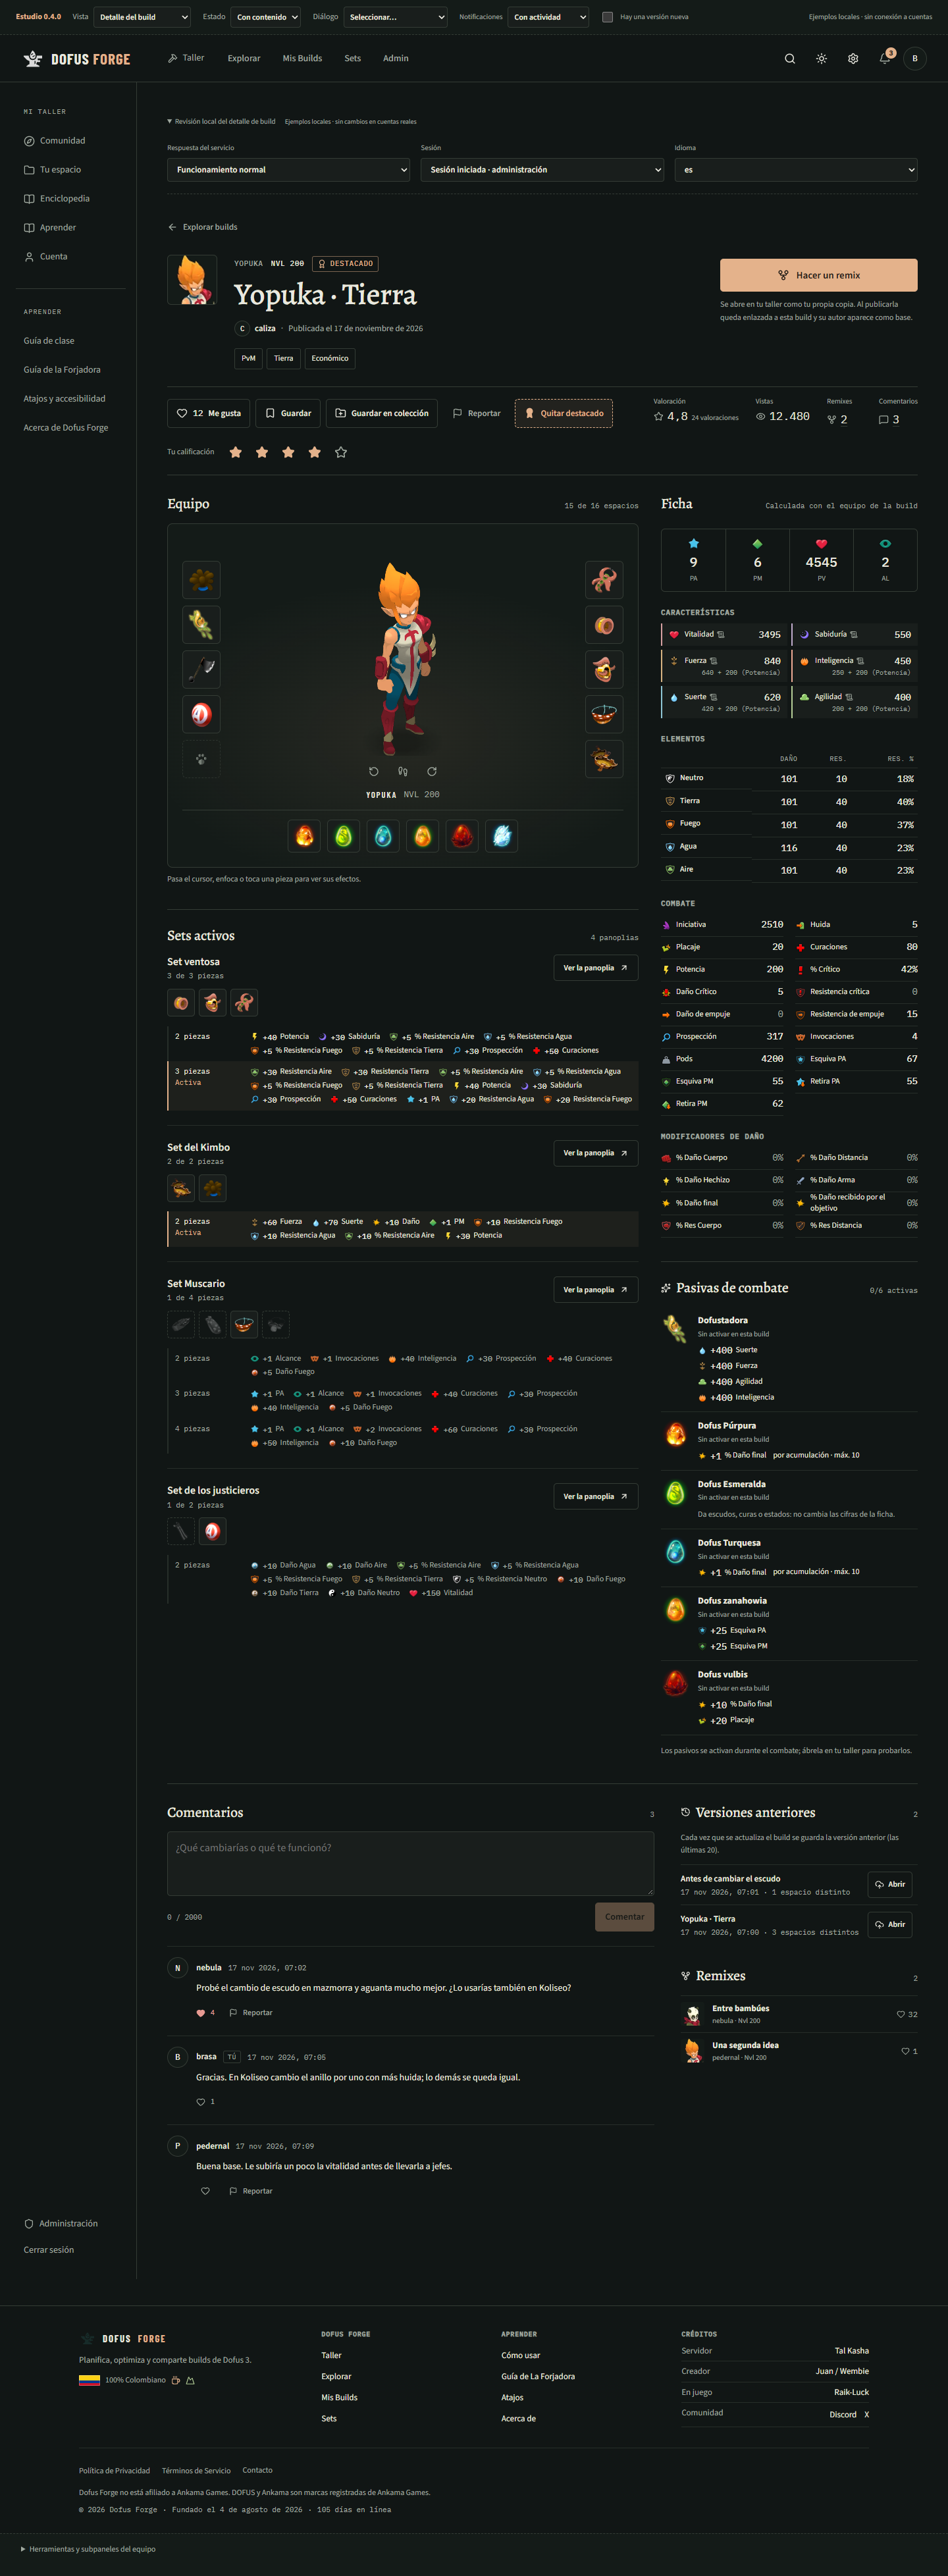 Estudio 0.4.0 Vista Detalle del build Estado Con contenido Diálogo Seleccionar... Notificaciones Con actividad Hay una versión nueva Ejemplos locales · sin conexión a cuentas
DOFUS FORGE Taller Explorar Mis Builds Sets Admin 3 B
MI TALLER
Comunidad
Tu espacio
Enciclopedia
Aprender
Cuenta
APRENDER
Guía de clase
Guía de la Forjadora
Atajos y accesibilidad
Acerca de Dofus Forge
Administración
Cerrar sesión
▼ Revisión local del detalle de build Ejemplos locales · sin cambios en cuentas reales
Respuesta del servicio Sesión Idioma
Funcionamiento normal Sesión iniciada · administración es
← Explorar builds
YOPUKA NVL 200 DESTACADO
Yopuka · Tierra
C caliza · Publicada el 17 de noviembre de 2026
PvM Tierra Económico
Hacer un remix
Se abre en tu taller como tu propia copia. Al publicarla
queda enlazada a esta build y su autor aparece como base.
12 Me gusta Guardar Guardar en colección Reportar Quitar destacado
Valoración Vistas Remixes Comentarios
4,8 24 valoraciones 12.480 2 3
Tu calificación
Equipo 15 de 16 espacios
YOPUKA NVL 200
Pasa el cursor, enfoca o toca una pieza para ver sus efectos.
Sets activos 4 panoplias
Set ventosa Ver la panoplia
3 de 3 piezas
2 piezas +40 Potencia +30 Sabiduría +5 % Resistencia Aire +5 % Resistencia Agua
+5 % Resistencia Fuego +5 % Resistencia Tierra +30 Prospección +50 Curaciones
3 piezas +30 Resistencia Aire +30 Resistencia Tierra +5 % Resistencia Aire +5 % Resistencia Agua
Activa +5 % Resistencia Fuego +5 % Resistencia Tierra +40 Potencia +30 Sabiduría
+30 Prospección +50 Curaciones +1 PA +20 Resistencia Agua +20 Resistencia Fuego
Set del Kimbo Ver la panoplia
2 de 2 piezas
2 piezas +60 Fuerza +70 Suerte +10 Daño +1 PM +10 Resistencia Fuego
Activa +10 Resistencia Agua +10 % Resistencia Aire +30 Potencia
Set Muscario Ver la panoplia
1 de 4 piezas
2 piezas +1 Alcance +1 Invocaciones +40 Inteligencia +30 Prospección +40 Curaciones
+5 Daño Fuego
3 piezas +1 PA +1 Alcance +1 Invocaciones +40 Curaciones +30 Prospección
+40 Inteligencia +5 Daño Fuego
4 piezas +1 PA +1 Alcance +2 Invocaciones +60 Curaciones +30 Prospección
+50 Inteligencia +10 Daño Fuego
Set de los justicieros Ver la panoplia
1 de 2 piezas
2 piezas +10 Daño Agua +10 Daño Aire +5 % Resistencia Aire +5 % Resistencia Agua
+5 % Resistencia Fuego +5 % Resistencia Tierra +5 % Resistencia Neutro +10 Daño Fuego
+10 Daño Tierra +10 Daño Neutro +150 Vitalidad
Ficha Calculada con el equipo de la build
9 6 4545 2
PA PM PV AL
CARACTERÍSTICAS
Vitalidad 3495 Sabiduría 550
Fuerza 840 Inteligencia 450
640 + 200 (Potencia) 250 + 200 (Potencia)
Suerte 620 Agilidad 400
420 + 200 (Potencia) 200 + 200 (Potencia)
ELEMENTOS
DAÑO RES. RES. %
Neutro 101 10 18%
Tierra 101 40 40%
Fuego 101 40 37%
Agua 116 40 23%
Aire 101 40 23%
COMBATE
Iniciativa 2510 Huida 5
Placaje 20 Curaciones 80
Potencia 200 % Crítico 42%
Daño Crítico 5 Resistencia crítica 0
Daño de empuje 0 Resistencia de empuje 15
Prospección 317 Invocaciones 4
Pods 4200 Esquiva PA 67
Esquiva PM 55 Retira PA 55
Retira PM 62
MODIFICADORES DE DAÑO
% Daño Cuerpo 0% % Daño Distancia 0%
% Daño Hechizo 0% % Daño Arma 0%
% Daño final 0% % Daño recibido por el objetivo 0%
% Res Cuerpo 0% % Res Distancia 0%
Pasivas de combate 0/6 activas
Dofustadora
Sin activar en esta build
+400 Suerte
+400 Fuerza
+400 Agilidad
+400 Inteligencia
Dofus Púrpura
Sin activar en esta build
+1 % Daño final por acumulación · máx. 10
Dofus Esmeralda
Sin activar en esta build
Da escudos, curas o estados: no cambia las cifras de la ficha.
Dofus Turquesa
Sin activar en esta build
+1 % Daño final por acumulación · máx. 10
Dofus zanahowia
Sin activar en esta build
+25 Esquiva PA
+25 Esquiva PM
Dofus vulbis
Sin activar en esta build
+10 % Daño final
+20 Placaje
Los pasivos se activan durante el combate; ábrela en tu taller para probarlos.
Comentarios 3
¿Qué cambiarías o qué te funcionó?
0 / 2000 Comentar
N nebula 17 nov 2026, 07:02
Probé el cambio de escudo en mazmorra y aguanta mucho mejor. ¿Lo usarías también en Koliseo?
4 Reportar
B brasa TÚ 17 nov 2026, 07:05
Gracias. En Koliseo cambio el anillo por uno con más huida; lo demás se queda igual.
1
P pedernal 17 nov 2026, 07:09
Buena base. Le subiría un poco la vitalidad antes de llevarla a jefes.
Reportar
Versiones anteriores 2
Cada vez que se actualiza el build se guarda la versión anterior (las
últimas 20).
Antes de cambiar el escudo Abrir
17 nov 2026, 07:01 · 1 espacio distinto
Yopuka · Tierra Abrir
17 nov 2026, 07:00 · 3 espacios distintos
Remixes 2
Entre bambúes 32
nebula · Nvl 200
Una segunda idea 1
pedernal · Nvl 200
DOFUS FORGE
Planifica, optimiza y comparte builds de Dofus 3.
100% Colombiano
DOFUS FORGE
Taller
Explorar
Mis Builds
Sets
APRENDER
Cómo usar
Guía de La Forjadora
Atajos
Acerca de
CRÉDITOS
Servidor Tal Kasha
Creador Juan / Wembie
En juego Raik-Luck
Comunidad Discord X
Política de Privacidad Términos de Servicio Contacto
Dofus Forge no está afiliado a Ankama Games. DOFUS y Ankama son marcas registradas de Ankama Games.
© 2026 Dofus Forge · Fundado el 4 de agosto de 2026 · 105 días en línea
▶ Herramientas y subpaneles del equipo